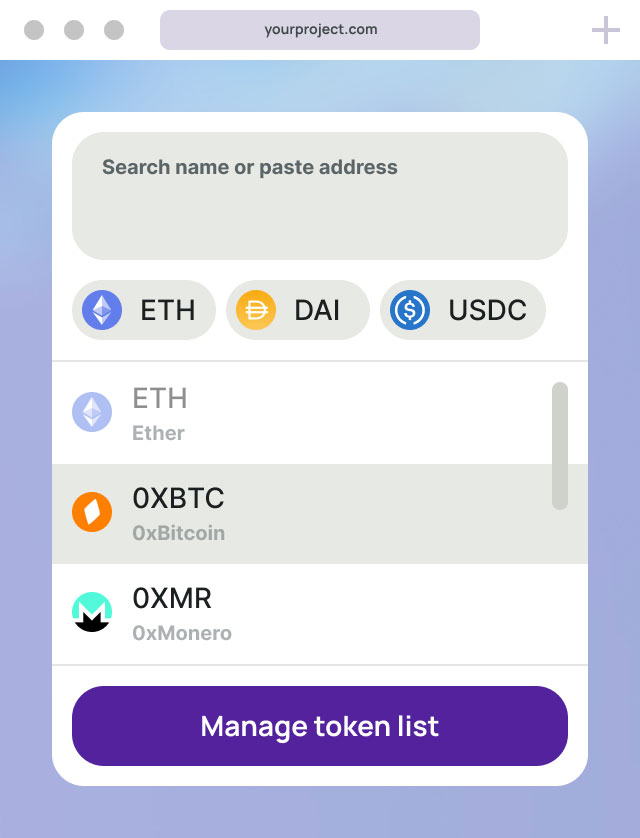 yourproject.com
Search name or paste address
ETH DAI USDC
ETH
Ether
0XBTC
0xBitcoin
0XMR
0xMonero
Manage token list